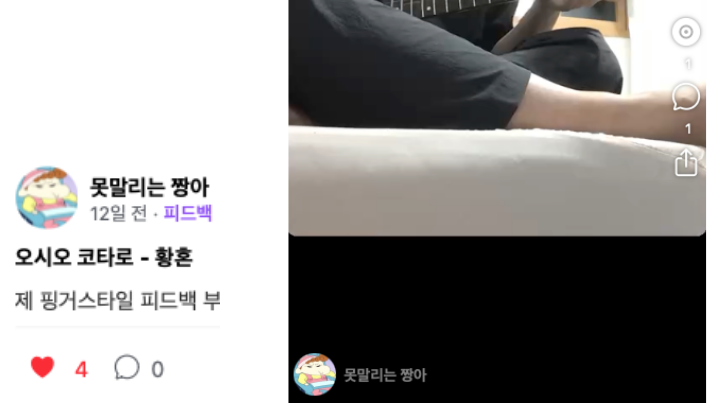 못말리는 짱아
12일 전 · 피드백
오시오 코타로 - 황혼
제 핑거스타일 피드백 부
4
0
1
1
못말리는 짱아